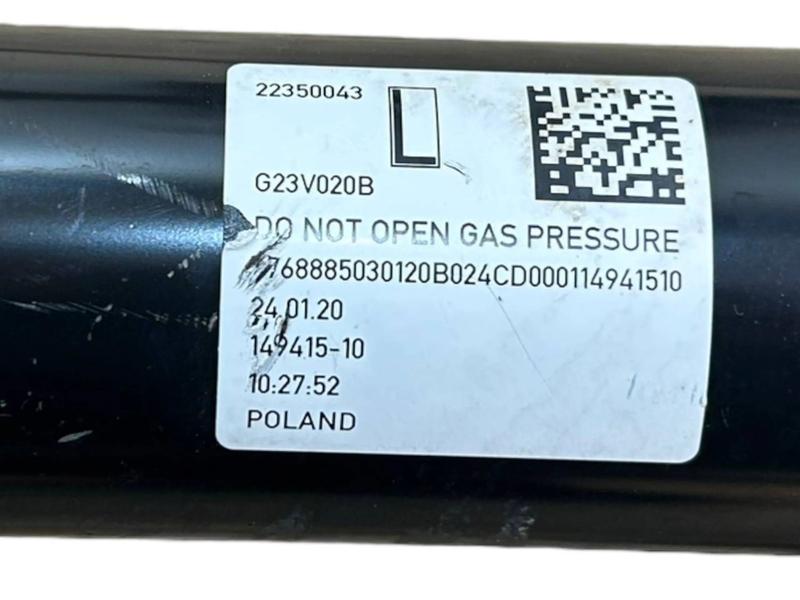 22350043
L
G23V020B
DO NOT OPEN GAS PRESSURE
768885030120B024CD000114941510
24.01.20
149415-10
10:27:52
POLAND